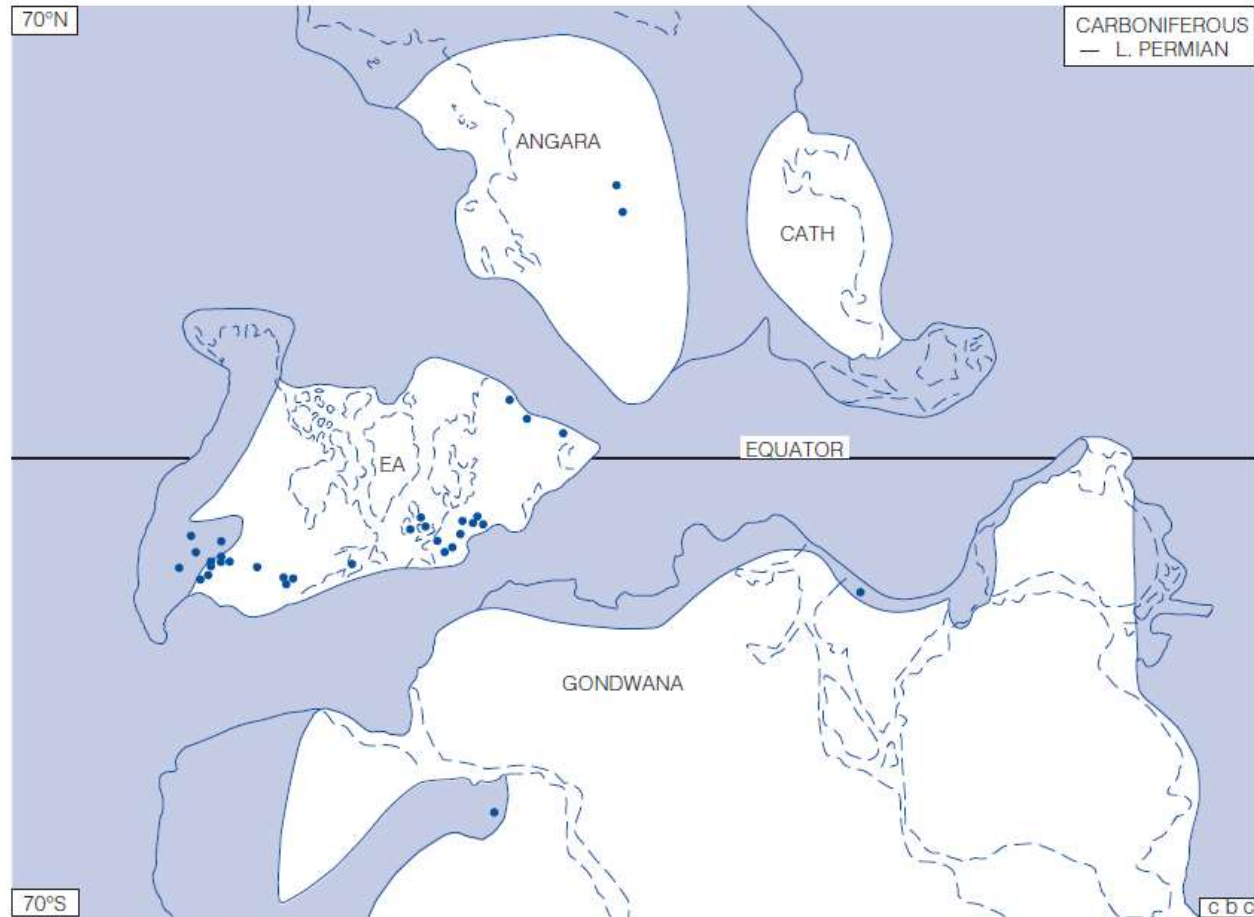 70°N
CARBONIFEROUS
— L. PERMIAN
ANGARA
CATH
EQUATOR
EA
GONDWANA
70°S
c b c